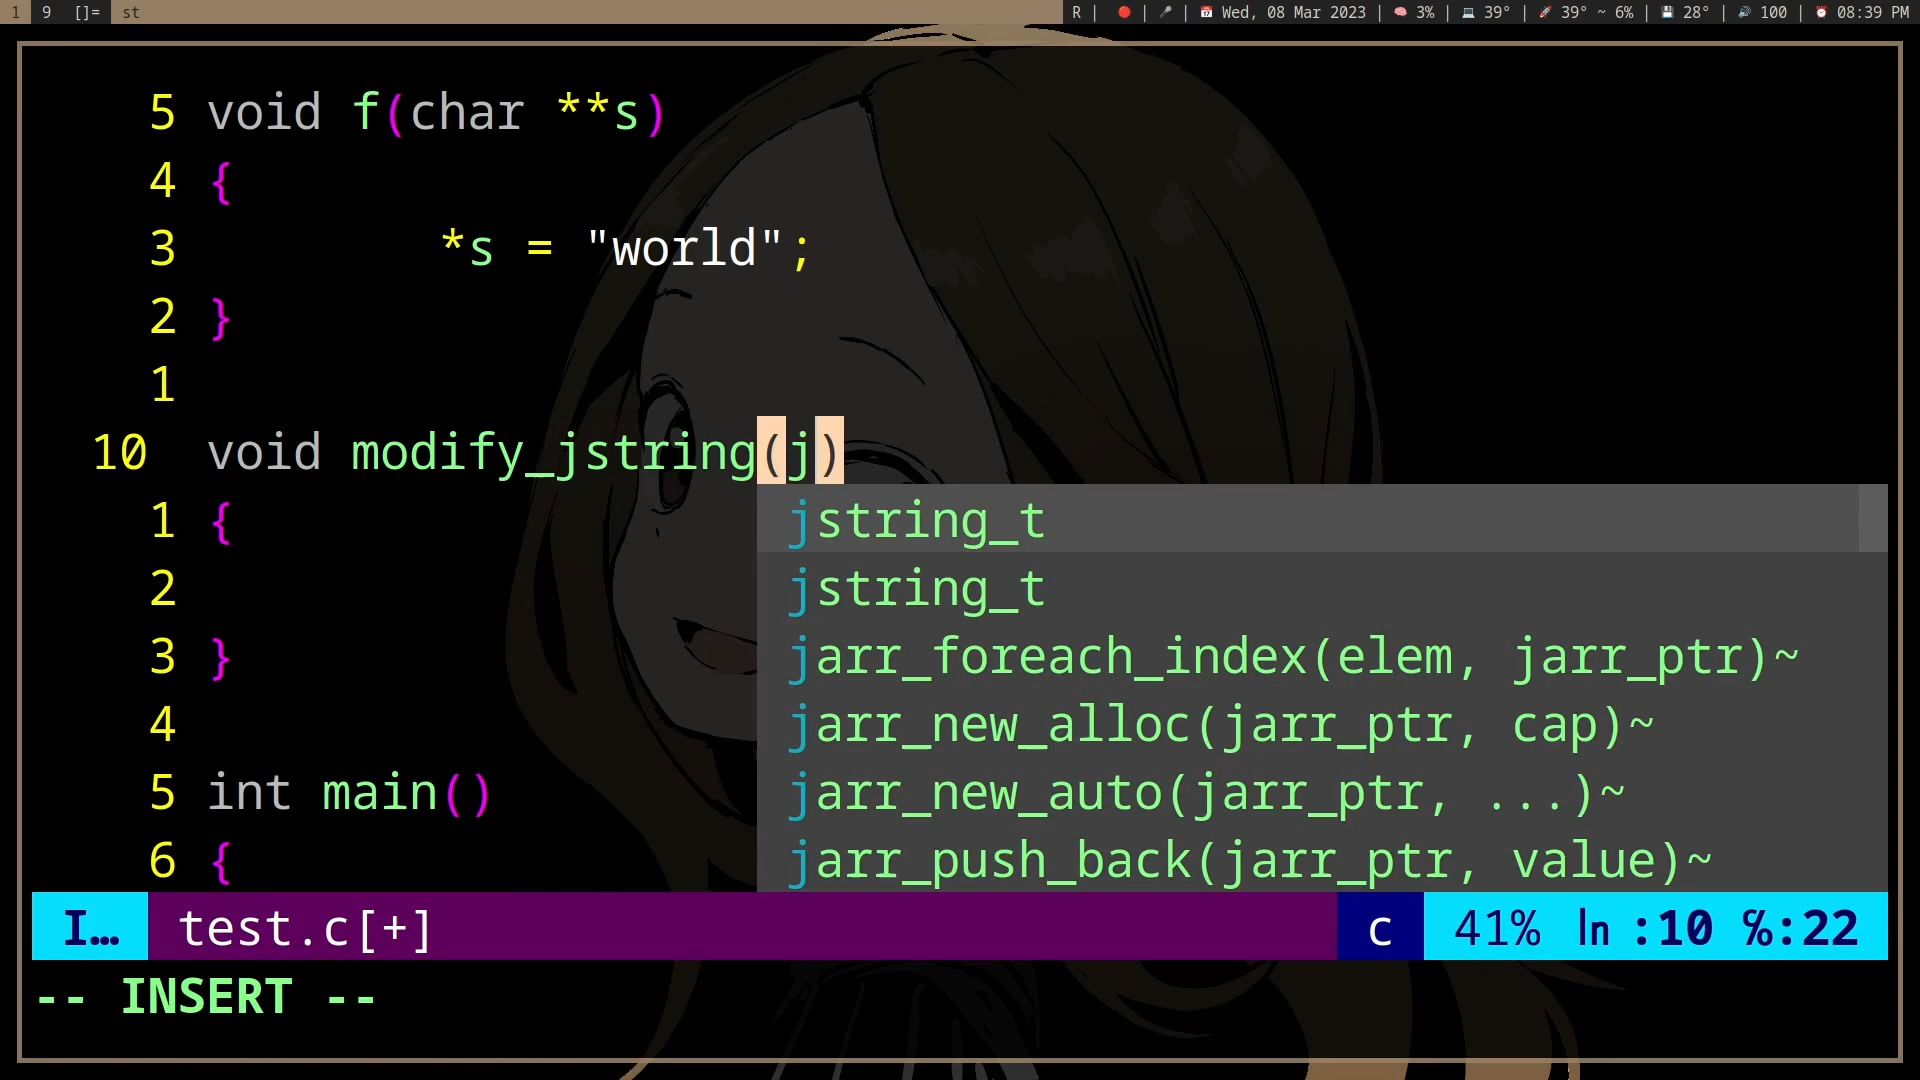 1 9 []= st R | 🔴 | 🎤 | 📅 Wed, 08 Mar 2023 | 🧠 3% | 💻 39° | 🚀 39° ~ 6% | 💾 28° | 🔊 100 | ⏰ 08:39 PM
5 void f(char **s)
4 {
3 *s = "world";
2 }
1
10 void modify_jstring(j)
1 {
jstring_t
2
jstring_t
3 }
jarr_foreach_index(elem, jarr_ptr)~
4
jarr_new_alloc(jarr_ptr, cap)~
5 int main()
jarr_new_auto(jarr_ptr, ...)~
6 {
jarr_push_back(jarr_ptr, value)~
I… test.c[+] c 41% ㏑ :10 ℅:22
-- INSERT --